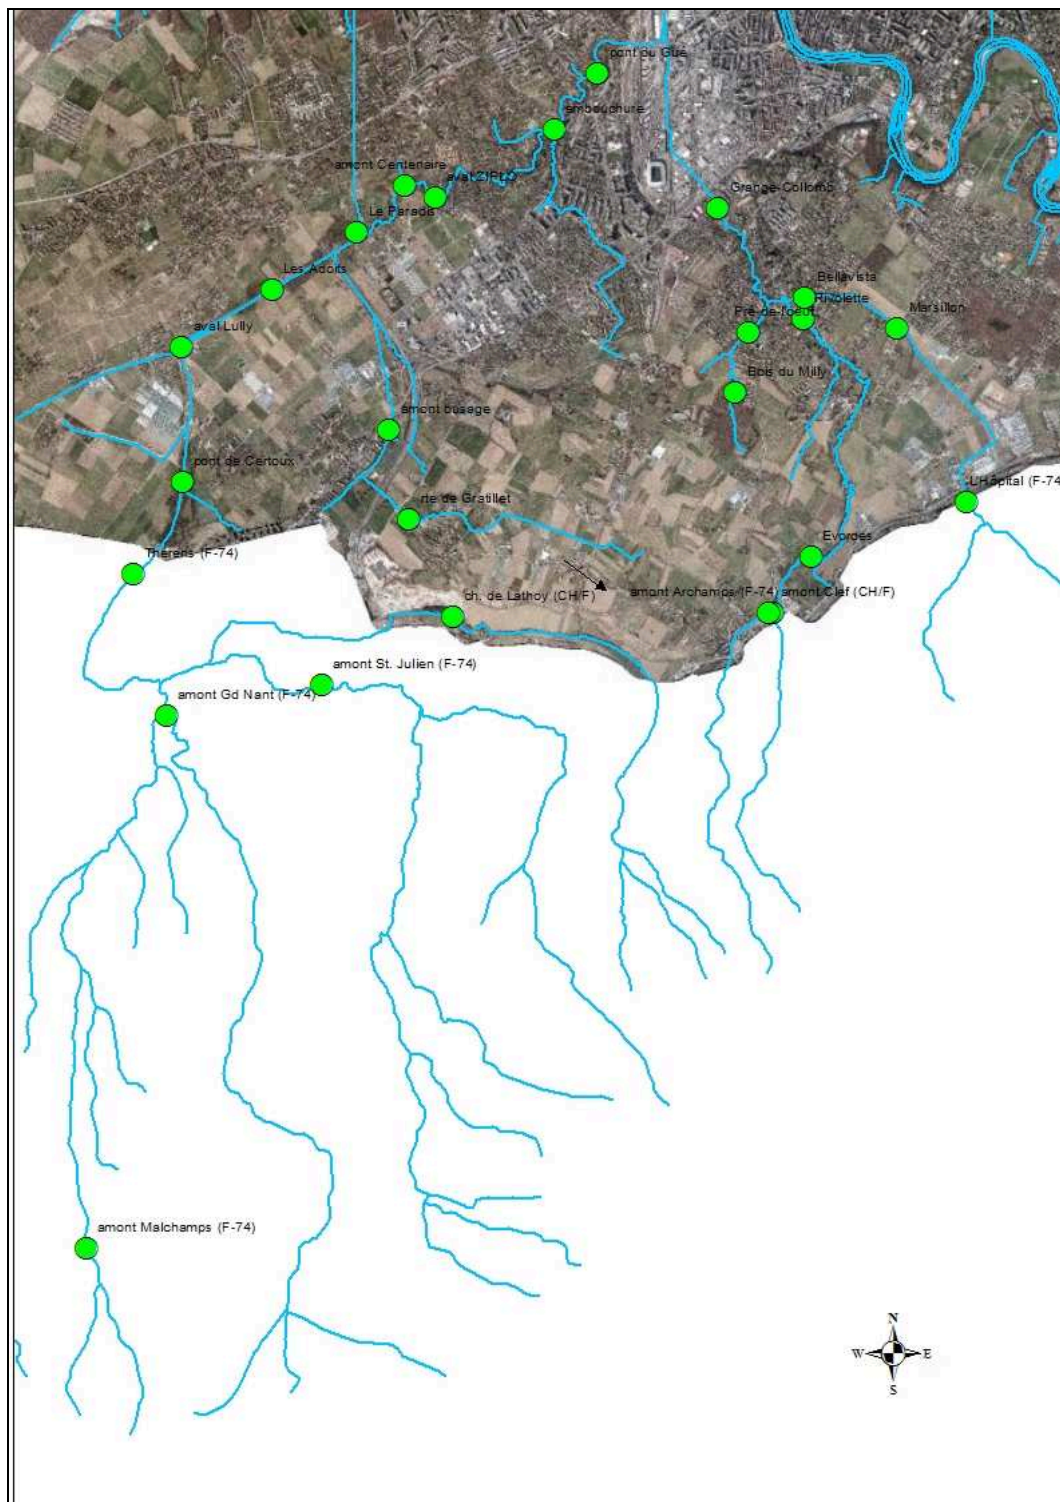 pont du Gué
embouchure
amont Centenaire
aval ZIPLO
Le Paradis
Grange-Collomb
Les Adoits
Bellavista
Rivolette
Pré-de-l'oeuf
Marsillon
aval Lully
Bois du Milly
amont busage
pont de Certoux
rte de Gratillet
L'Hôpital (F-74
Evordes
Thérens (F-74)
ch. de Lathoy (CH/F)
amont Archamps (F-74)
amont Clef (CH/F)
amont St. Julien (F-74)
amont Gd Nant (F-74)
amont Malchamps (F-74)
N
W
E
S